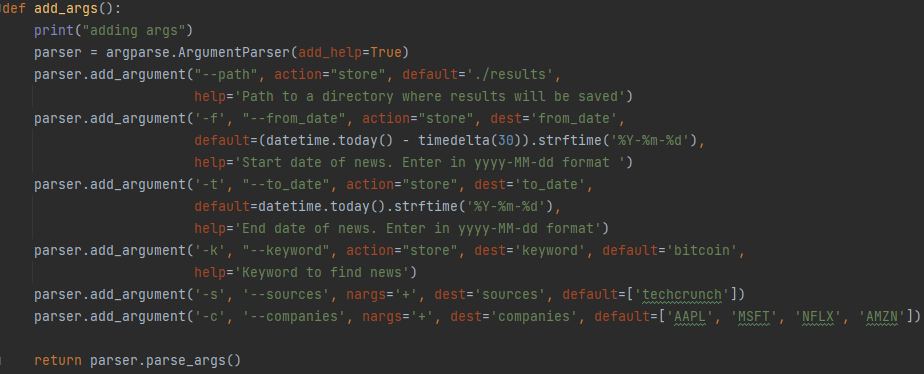 def add_args():
    print("adding args")
    parser = argparse.ArgumentParser(add_help=True)
    parser.add_argument("--path", action="store", default='./results',
                        help='Path to a directory where results will be saved')
    parser.add_argument('-f', "--from_date", action="store", dest='from_date',
                        default=(datetime.today() - timedelta(30)).strftime('%Y-%m-%d'),
                        help='Start date of news. Enter in yyyy-MM-dd format ')
    parser.add_argument('-t', "--to_date", action="store", dest='to_date',
                        default=datetime.today().strftime('%Y-%m-%d'),
                        help='End date of news. Enter in yyyy-MM-dd format')
    parser.add_argument('-k', "--keyword", action="store", dest='keyword', default='bitcoin',
                        help='Keyword to find news')
    parser.add_argument('-s', '--sources', nargs='+', dest='sources', default=['techcrunch'])
    parser.add_argument('-c', '--companies', nargs='+', dest='companies', default=['AAPL', 'MSFT', 'NFLX', 'AMZN'])
    return parser.parse_args()